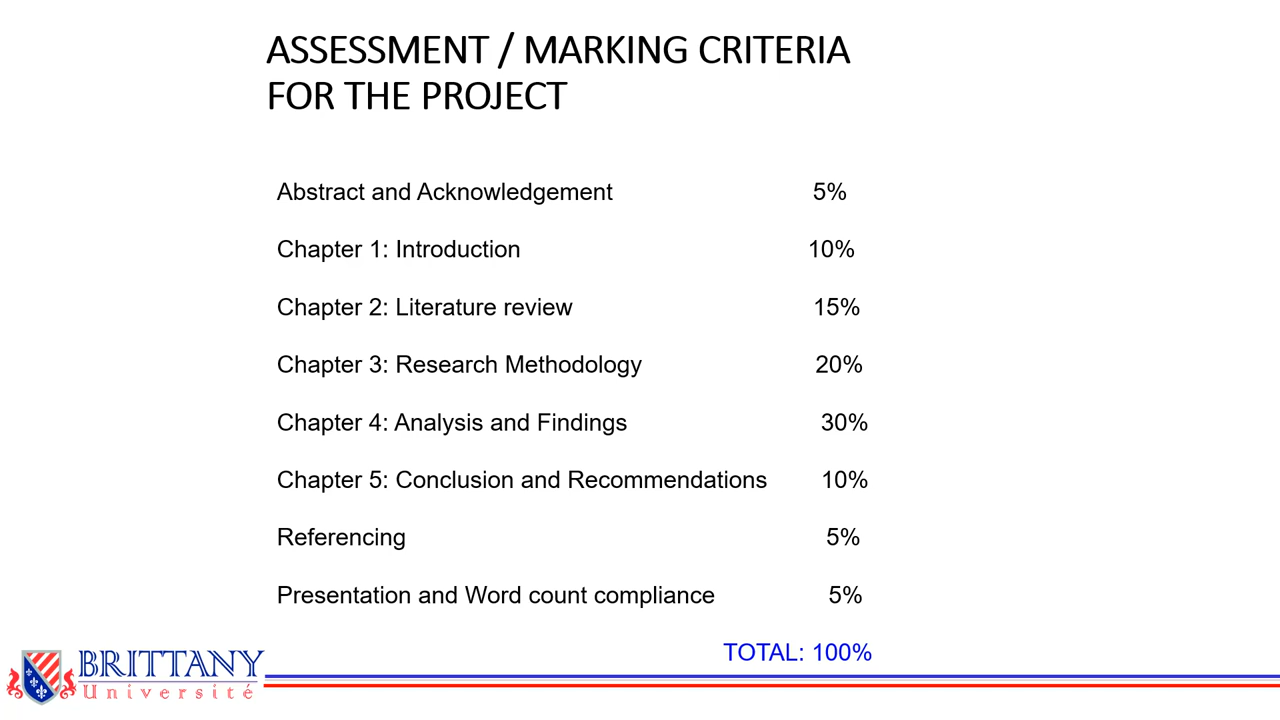 ASSESSMENT / MARKING CRITERIA
FOR THE PROJECT
Abstract and Acknowledgement 5%
Chapter 1: Introduction 10%
Chapter 2: Literature review 15%
Chapter 3: Research Methodology 20%
Chapter 4: Analysis and Findings 30%
Chapter 5: Conclusion and Recommendations 10%
Referencing 5%
Presentation and Word count compliance 5%
TOTAL: 100%
BRITTANY
Université